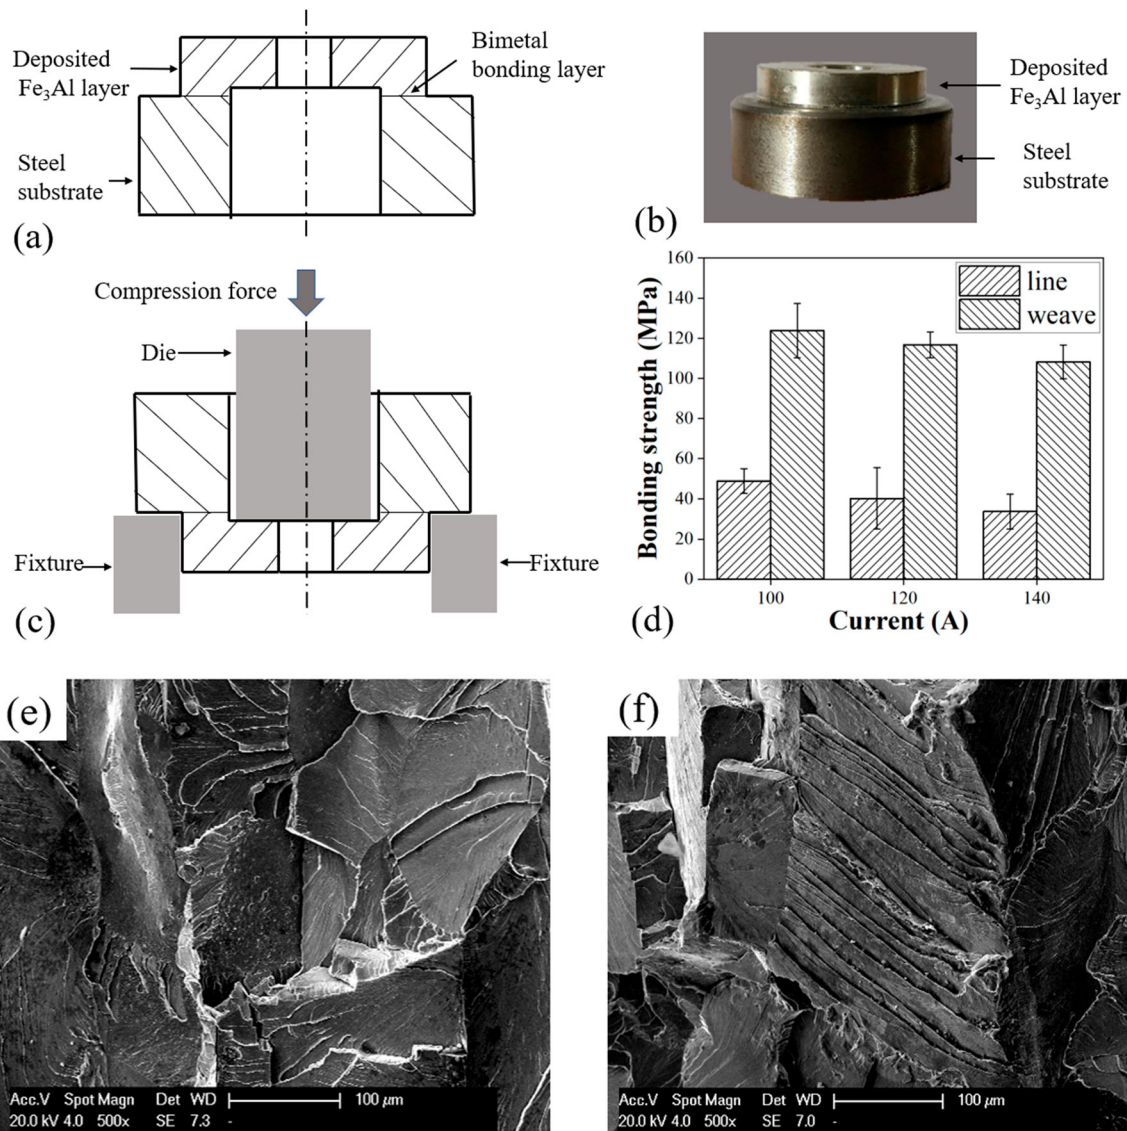 Deposited
Fe₃Al layer
Bimetal
bonding layer
Steel
substrate
(a)
Deposited
Fe₃Al layer
Steel
substrate
(b)
Compression force
Die
Fixture
Fixture
(c)
160
140
120
100
80
60
40
20
0
Bonding strength (MPa)
line
weave
100
120
140
Current (A)
(d)
(e)
Acc.V Spot Magn Det WD
20.0 kV 4.0 500x SE 7.3 -
100 µm
(f)
Acc.V Spot Magn Det WD
20.0 kV 4.0 500x SE 7.0 -
100 µm